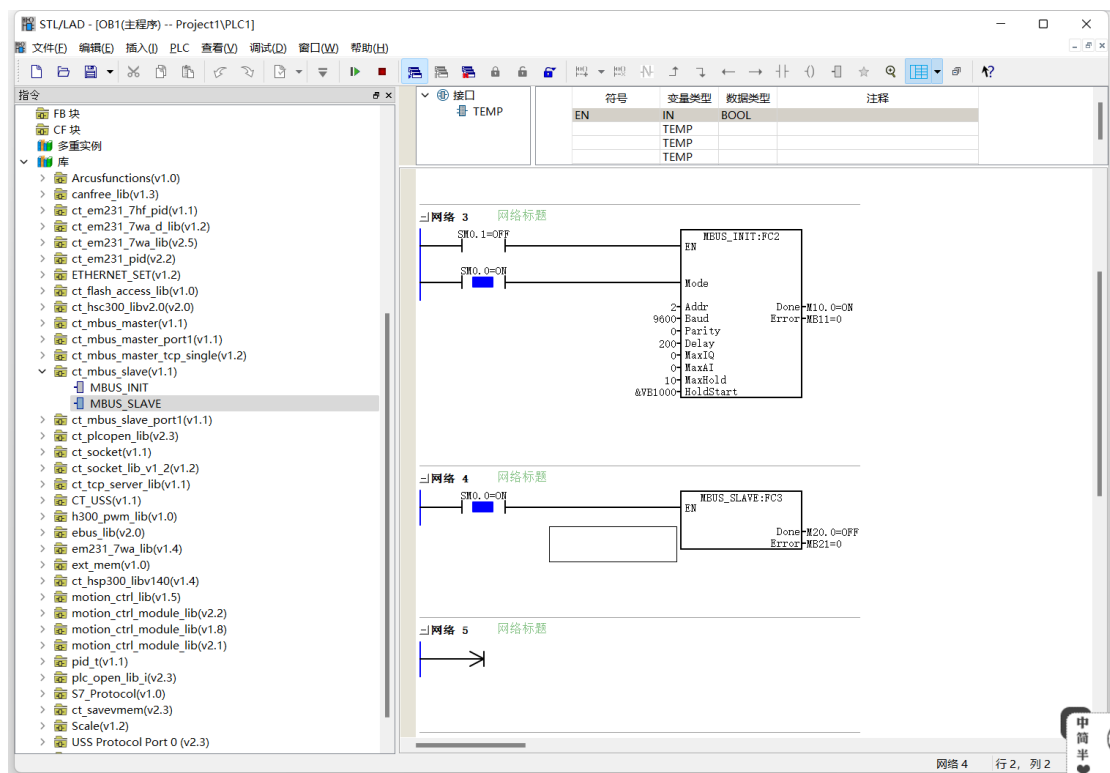 STL/LAD - [OB1(主程序) -- Project1\PLC1]
文件(F) 编辑(E) 插入(I) PLC 查看(V) 调试(D) 窗口(W) 帮助(H)
指令
FB 块
CF 块
多重实例
库
Arcusfunctions(v1.0)
canfree_lib(v1.3)
ct_em231_7hf_pid(v1.1)
ct_em231_7wa_d_lib(v1.2)
ct_em231_7wa_lib(v2.5)
ct_em231_pid(v2.2)
ETHERNET_SET(v1.2)
ct_flash_access_lib(v1.0)
ct_hsc300_libv2.0(v2.0)
ct_mbus_master(v1.1)
ct_mbus_master_port1(v1.1)
ct_mbus_master_tcp_single(v1.2)
ct_mbus_slave(v1.1)
MBUS_INIT
MBUS_SLAVE
ct_mbus_slave_port1(v1.1)
ct_plcopen_lib(v2.3)
ct_socket(v1.1)
ct_socket_lib_v1_2(v1.2)
ct_tcp_server_lib(v1.1)
CT_USS(v1.1)
h300_pwm_lib(v1.0)
ebus_lib(v2.0)
em231_7wa_lib(v1.4)
ext_mem(v1.0)
ct_hsp300_libv140(v1.4)
motion_ctrl_lib(v1.5)
motion_ctrl_module_lib(v2.2)
motion_ctrl_module_lib(v1.8)
motion_ctrl_module_lib(v2.1)
pid_t(v1.1)
plc_open_lib_i(v2.3)
S7_Protocol(v1.0)
ct_savevmem(v2.3)
Scale(v1.2)
USS Protocol Port 0 (v2.3)
接口
TEMP
符号 变量类型 数据类型 注释
EN IN BOOL
TEMP
TEMP
TEMP
网络 3 网络标题
SM0.1=OFF
MBUS_INIT:FC2
EN
SM0.0=ON
Mode
2 Addr Done M10.0=ON
9600 Baud Error MB11=0
0 Parity
200 Delay
0 MaxIQ
0 MaxAI
10 MaxHold
&VB1000 HoldStart
网络 4 网络标题
SM0.0=ON
MBUS_SLAVE:FC3
EN
Done M20.0=OFF
Error MB21=0
网络 5 网络标题
中
简
半
网络 4 行 2, 列 2